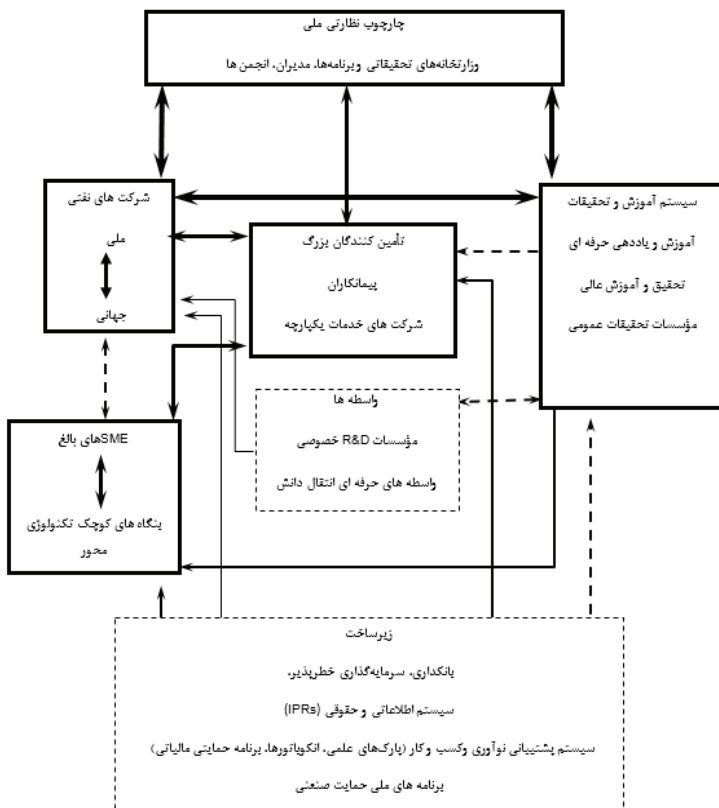 چارچوب نظارتی ملی
وزارتخانه‌های تحقیقاتی وبرنامه‌ها، مدیران، انجمن ها
شرکت های نفتی
ملی
جهانی
تأمین کنندگان بزرگ
پیمانکاران
شرکت های خدمات یکپارچه
سیستم آموزش و تحقیقات
آموزش و یاددهی حرفه ای
تحقیق و آموزش عالی
مؤسسات تحقیقات عمومی
واسطه ها
مؤسسات R&D خصوصی
واسطه های حرفه ای انتقال دانش
SMEهای بالغ
بنگاه های کوچک تکنولوژی
محور
زیرساخت
بانکداری، سرمایه‌گذاری خطرپذیر،
سیستم اطلاعاتی و حقوقی (IPRs)
سیستم پشتیبانی نوآوری وکسب و کار (پارک‌های علمی، انکوباتورها، برنامه حمایتی مالیاتی)
برنامه های ملی حمایت صنعتی